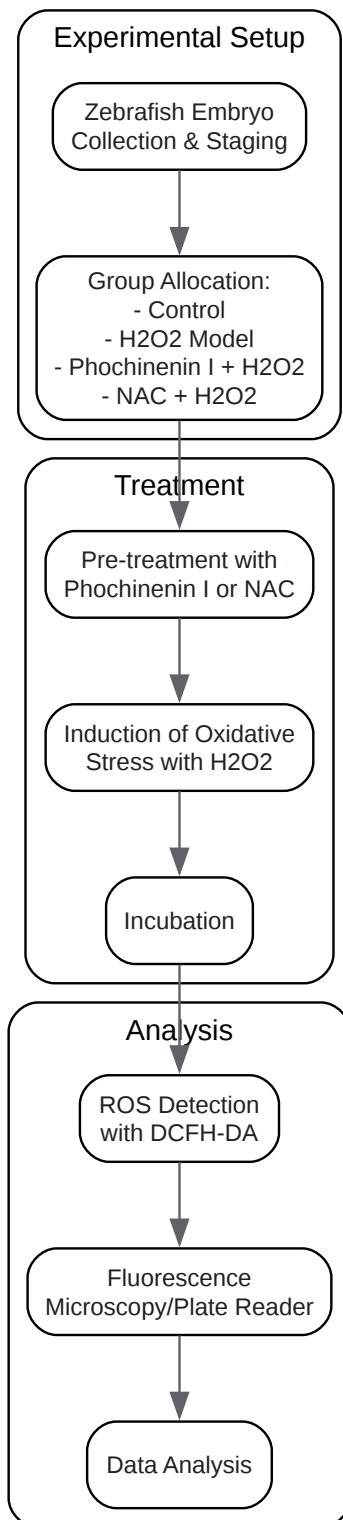 Experimental Setup
Zebrafish Embryo
Collection & Staging
Group Allocation:
- Control
- H2O2 Model
- Phochinenin I + H2O2
- NAC + H2O2
Treatment
Pre-treatment with
Phochinenin I or NAC
Induction of Oxidative
Stress with H2O2
Incubation
Analysis
ROS Detection
with DCFH-DA
Fluorescence
Microscopy/Plate Reader
Data Analysis